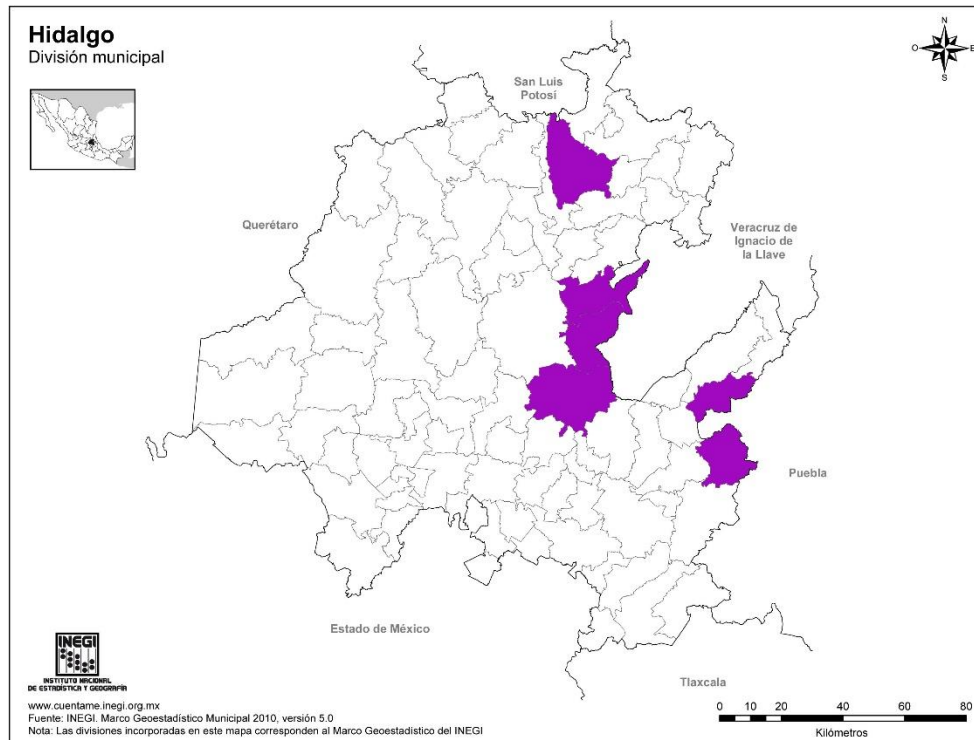 Hidalgo
División municipal
N
O
E
S
San Luis
Potosí
Querétaro
Veracruz de
Ignacio de
la Llave
Puebla
Estado de México
Tlaxcala
INEGI
INSTITUTO NACIONAL
DE ESTADÍSTICA Y GEOGRAFÍA
www.cuentame.inegi.org.mx
Fuente: INEGI. Marco Geoestadístico Municipal 2010, versión 5.0
Nota: Las divisiones incorporadas en este mapa corresponden al Marco Geoestadístico del INEGI
0 10 20 40 60 80
Kilómetros